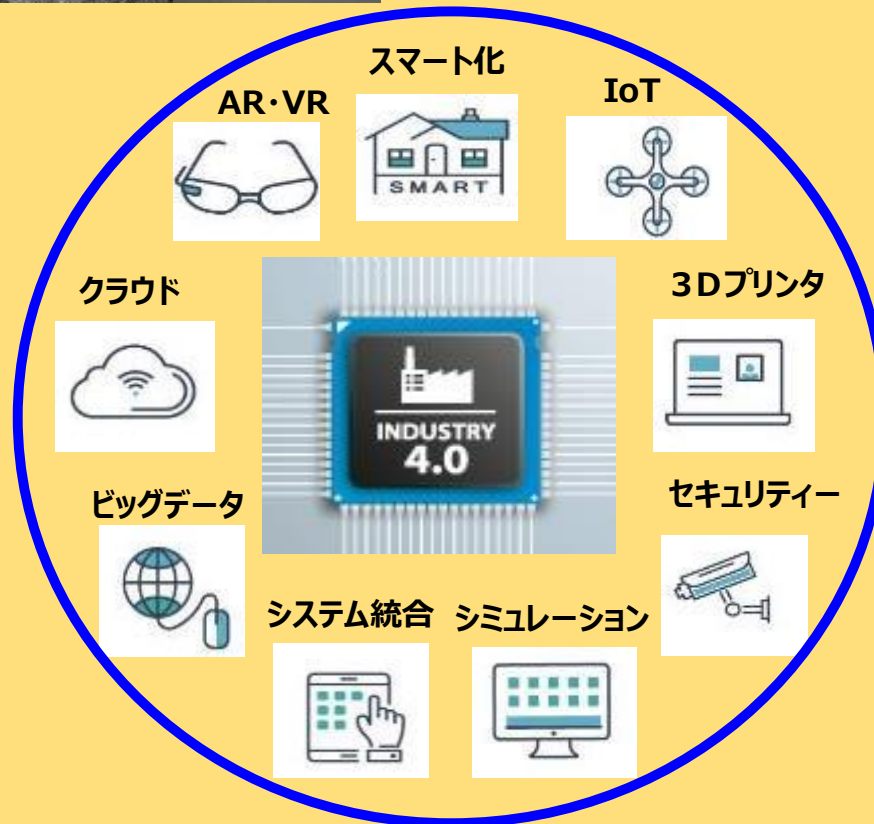 スマート化
AR･VR
IoT
SMART
クラウド
３Ｄプリンタ
INDUSTRY
4.0
ビッグデータ
セキュリティー
システム統合
シミュレーション